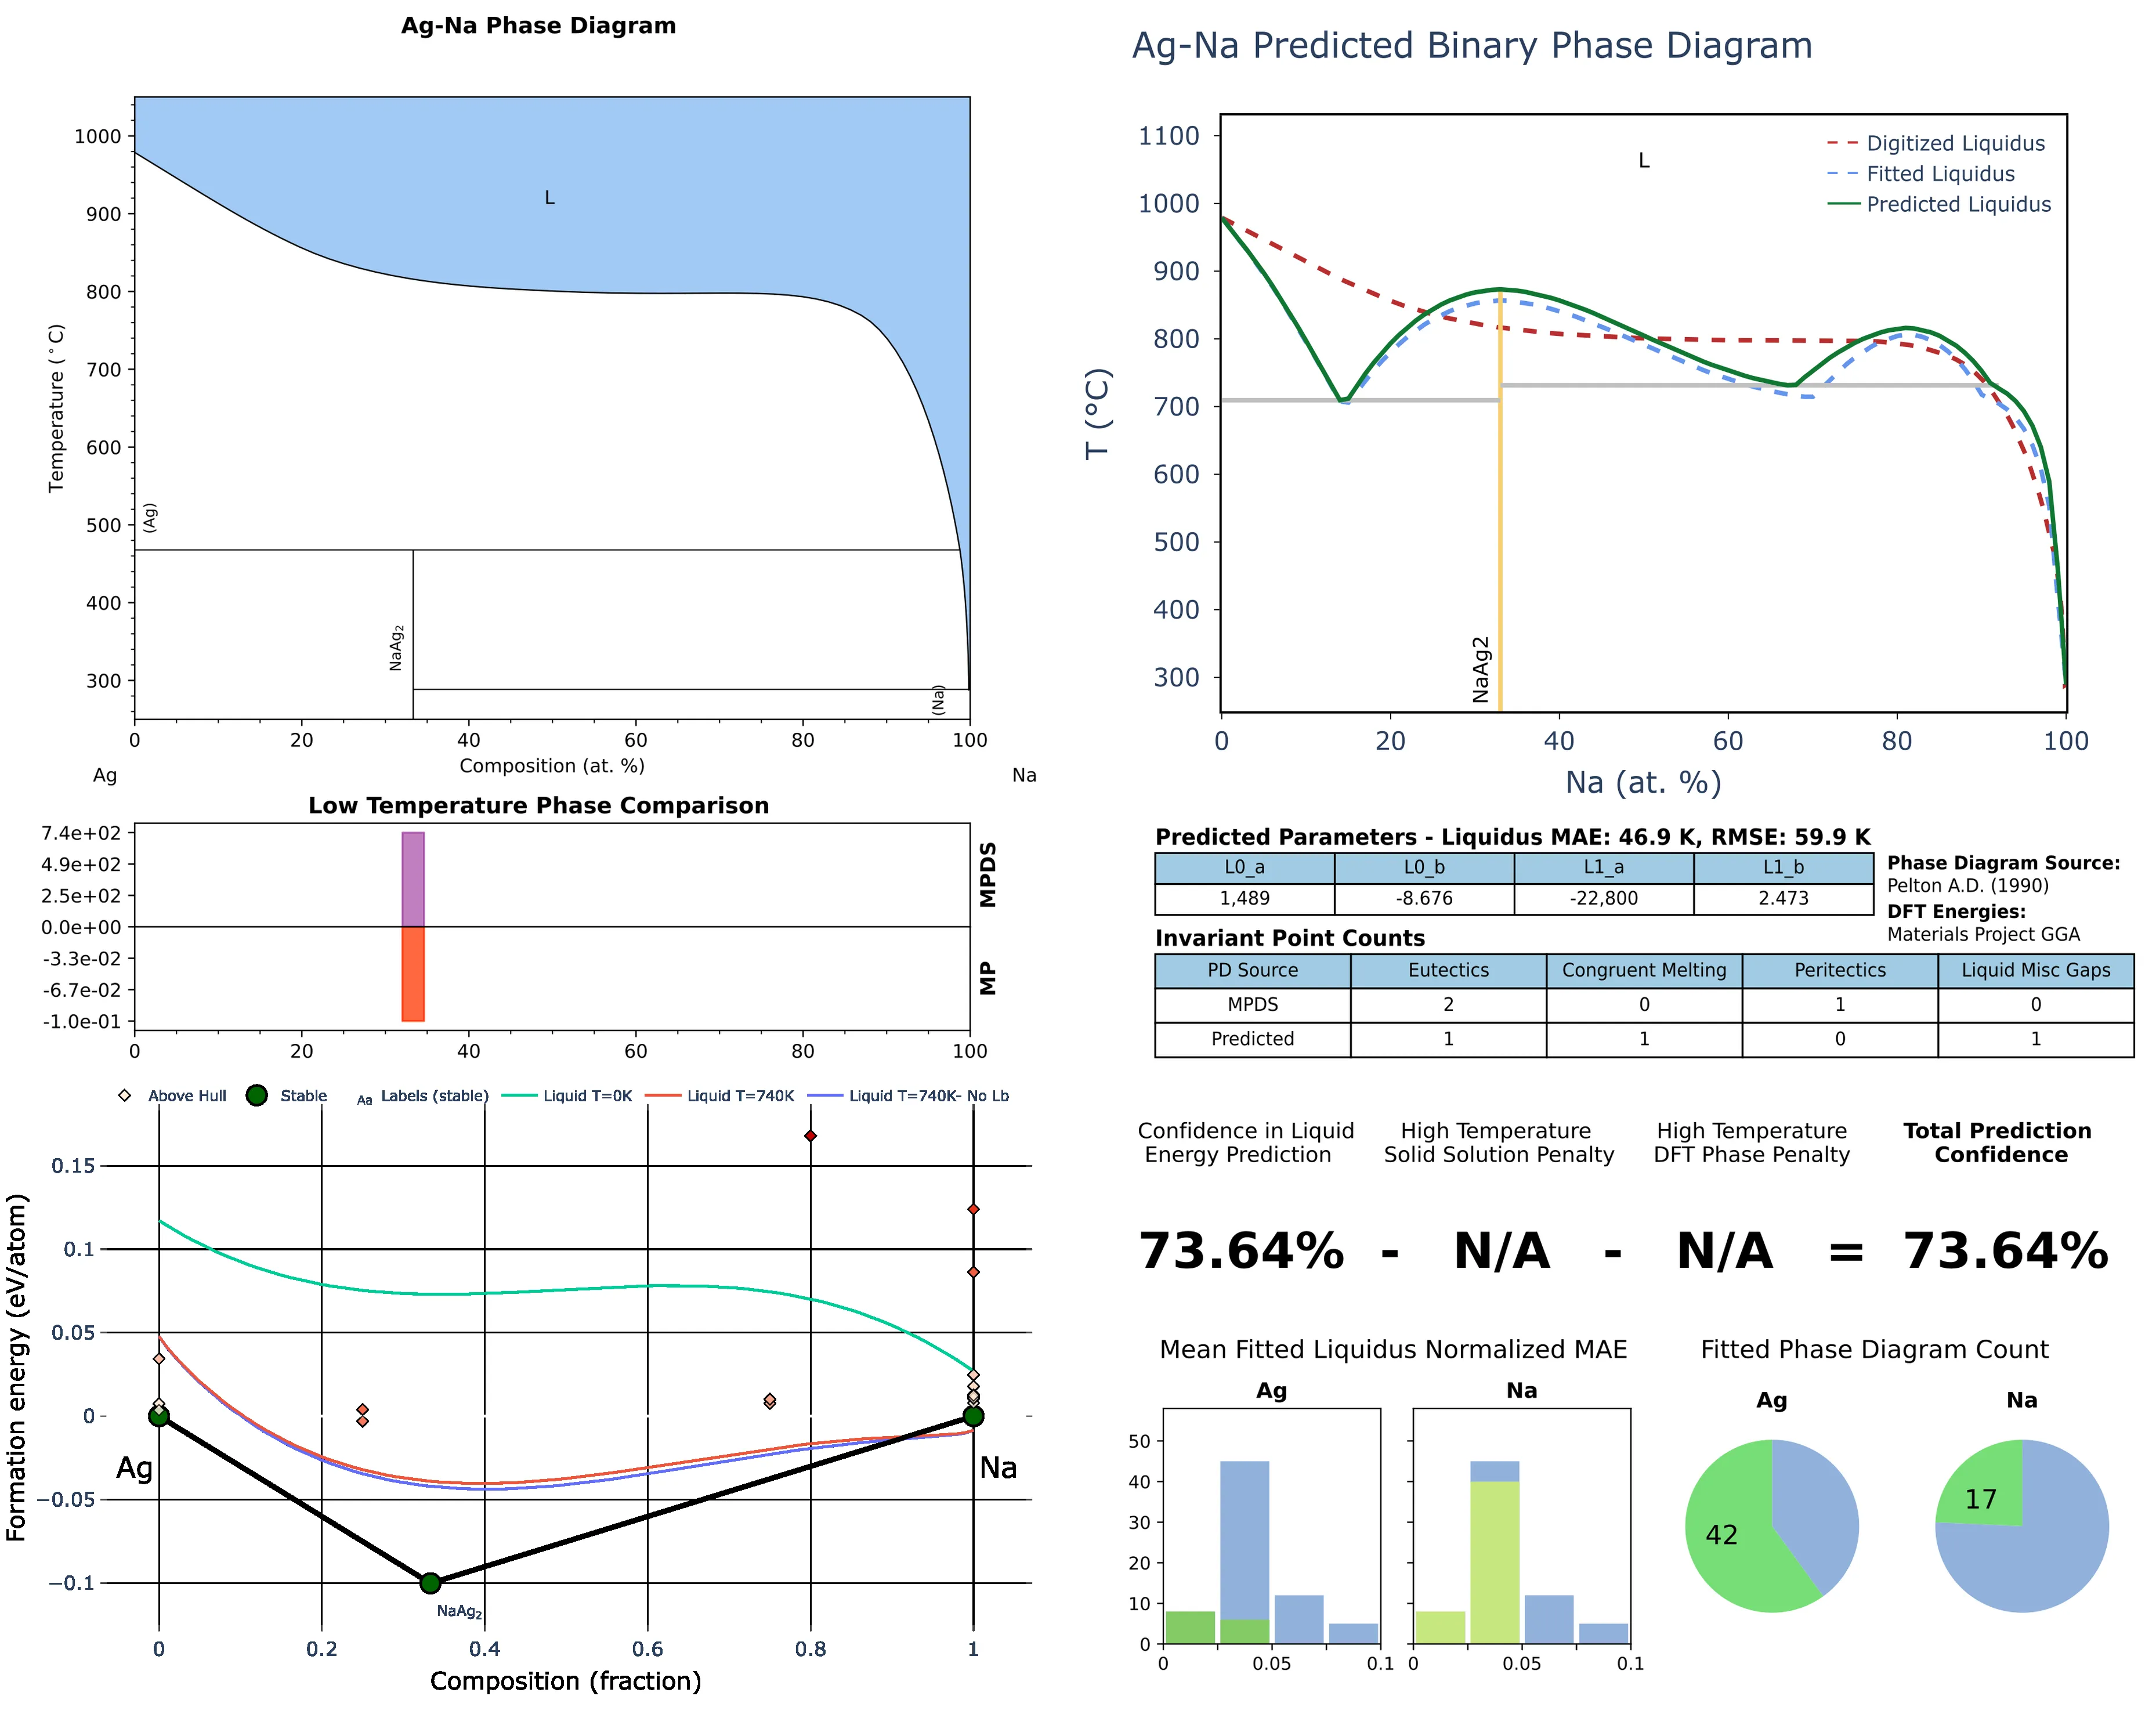 Ag-Na Phase Diagram
1000
900
800
700
600
500
400
300
Temperature (°C)
L
(Ag)
NaAg₂
(Na)
0 20 40 60 80 100
Composition (at. %)
Ag Na
Low Temperature Phase Comparison
7.4e+02
4.9e+02
2.5e+02
0.0e+00
-3.3e-02
-6.7e-02
-1.0e-01
MPDS
MP
0 20 40 60 80 100
Above Hull Stable Aa Labels (stable) Liquid T=0K Liquid T=740K Liquid T=740K- No Lb
0.15
0.1
0.05
0
−0.05
−0.1
Formation energy (eV/atom)
Ag Na
NaAg₂
0 0.2 0.4 0.6 0.8 1
Composition (fraction)
Ag-Na Predicted Binary Phase Diagram
1100
1000
900
800
700
600
500
400
300
T (°C)
L
Digitized Liquidus
Fitted Liquidus
Predicted Liquidus
NaAg2
0 20 40 60 80 100
Na (at. %)
Predicted Parameters - Liquidus MAE: 46.9 K, RMSE: 59.9 K
L0_a L0_b L1_a L1_b
1,489 -8.676 -22,800 2.473
Phase Diagram Source:
Pelton A.D. (1990)
DFT Energies:
Materials Project GGA
Invariant Point Counts
PD Source Eutectics Congruent Melting Peritectics Liquid Misc Gaps
MPDS 2 0 1 0
Predicted 1 1 0 1
Confidence in Liquid
Energy Prediction
High Temperature
Solid Solution Penalty
High Temperature
DFT Phase Penalty
Total Prediction
Confidence
73.64% - N/A - N/A = 73.64%
Mean Fitted Liquidus Normalized MAE
Ag Na
50
40
30
20
10
0
0 0.05 0.1 0 0.05 0.1
Fitted Phase Diagram Count
Ag Na
42 17